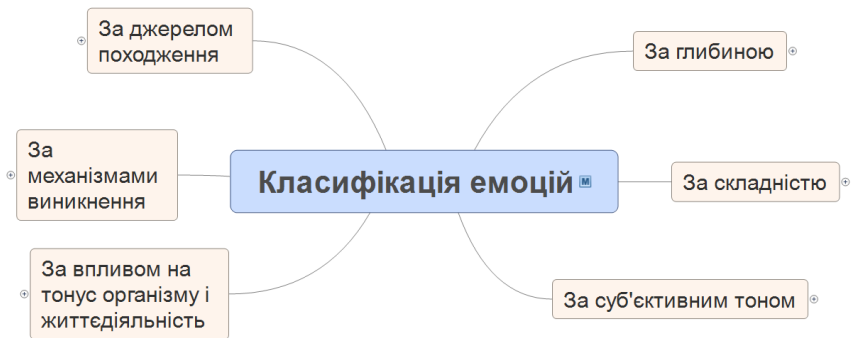 За джерелом
походження
За глибиною
За
механізмами
виникнення
Класифікація емоцій
За складністю
За впливом на
тонус організму і
життєдіяльність
За суб'єктивним тоном